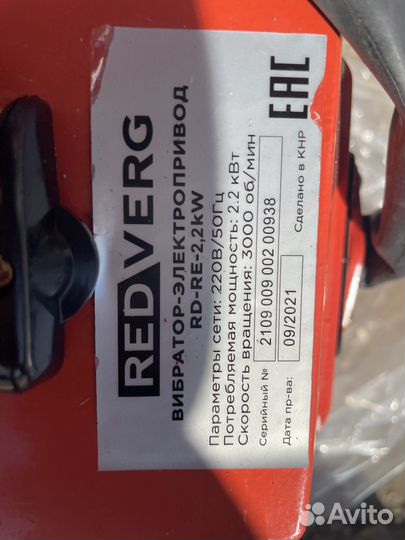 REDVERG
ВИБРАТОР-ЭЛЕКТРОПРИВОД
RD-RE-2,2kW
Параметры сети: 220В/50Гц
Потребляемая мощность: 2.2 кВт
Скорость вращения: 3000 об/мин
Серийный № 2109 009 002 00938
Дата пр-ва: 09/2021
Сделано в КНР
ЕАС
Avito